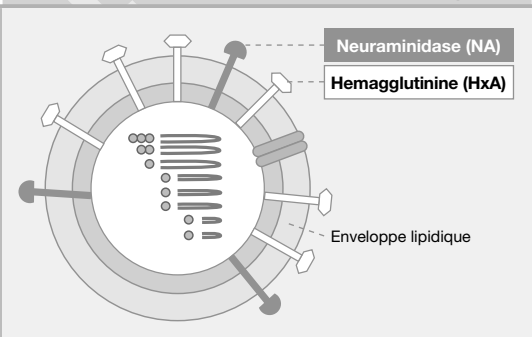 Neuraminidase (NA)
Hemagglutinine (HxA)
Enveloppe lipidique